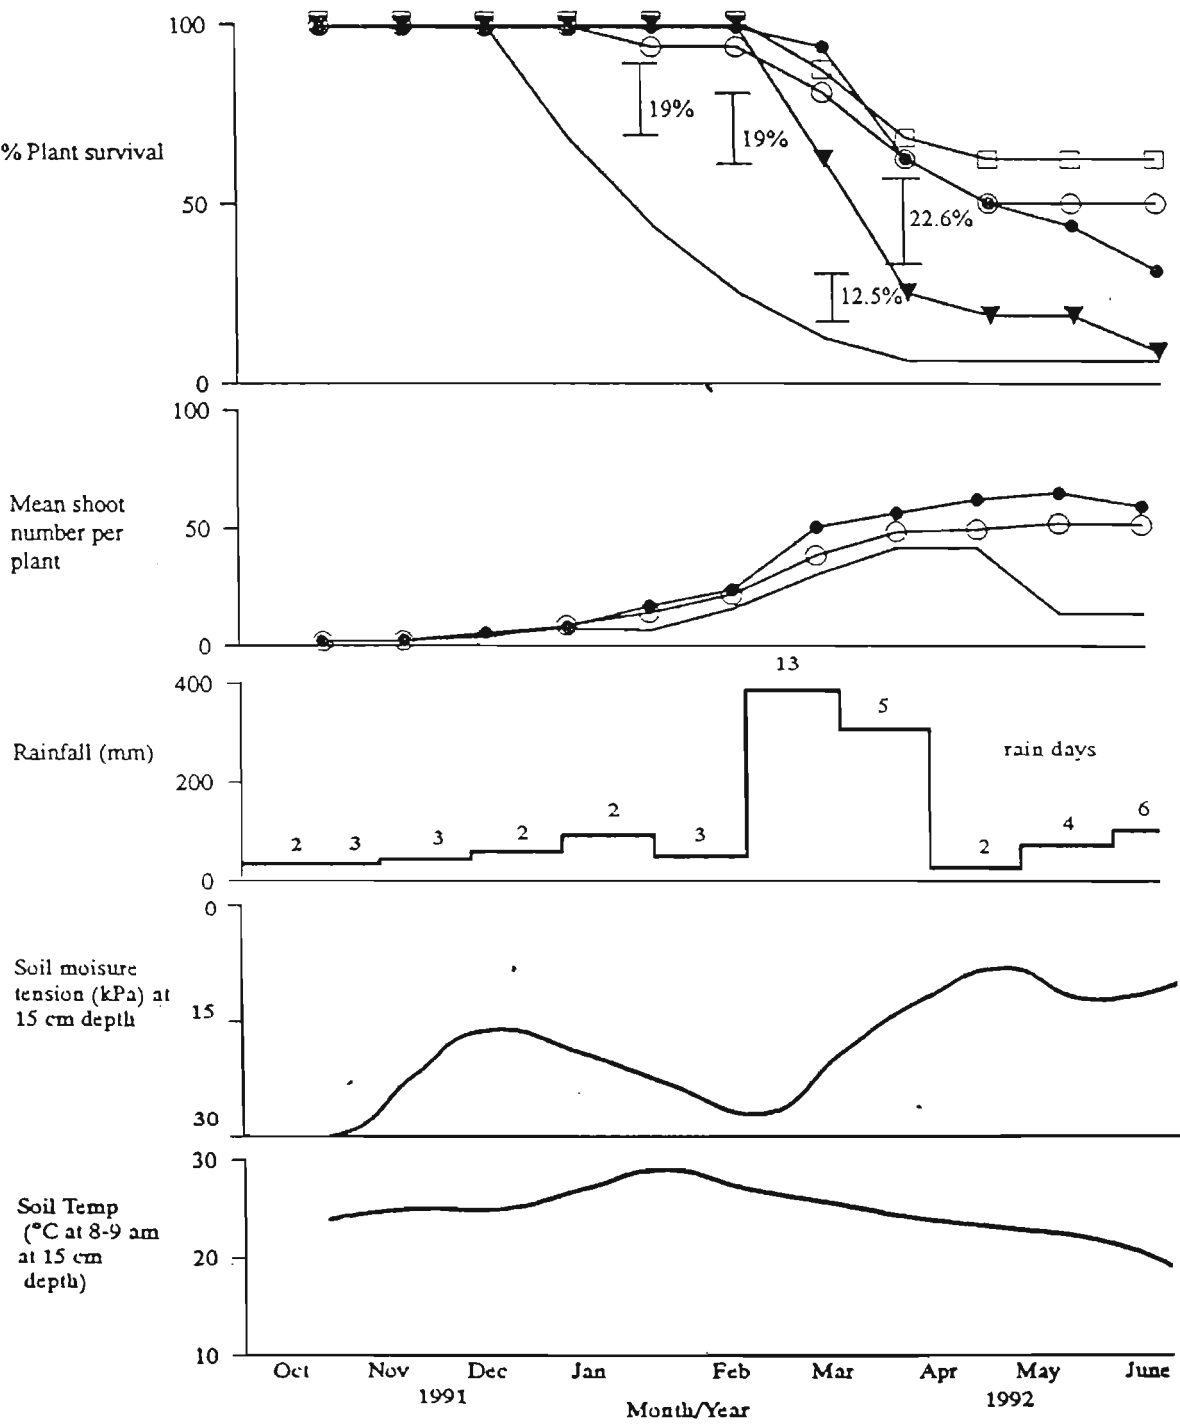 100
% Plant survival
50
0
19%
19%
22.6%
12.5%
100
Mean shoot
number per
plant
50
0
400
Rainfall (mm)
200
0
2
3
3
2
2
3
13
5
2
4
6
rain days
0
Soil moisure
tension (kPa) at
15 cm depth
15
30
30
Soil Temp
(°C at 8-9 am
at 15 cm
depth)
20
10
Oct Nov Dec Jan Feb Mar Apr May June
1991 1992
Month/Year